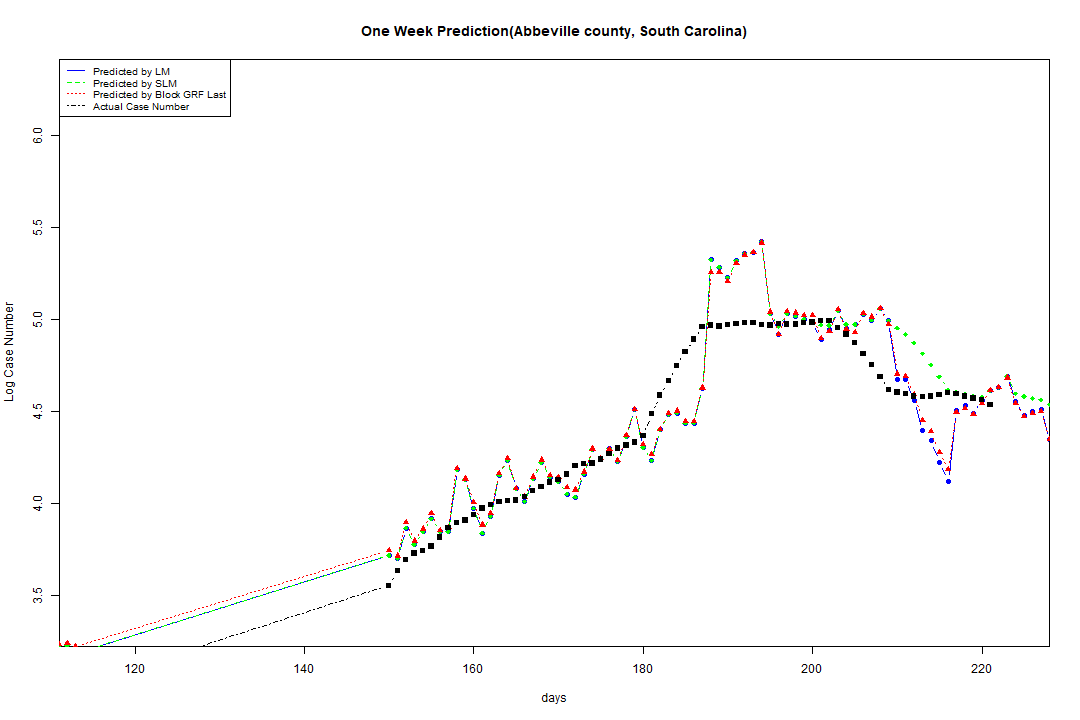 One Week Prediction(Abbeville county, South Carolina)
Predicted by LM
Predicted by SLM
Predicted by Block GRF Last
Actual Case Number
6.0
5.5
5.0
4.5
4.0
3.5
Log Case Number
120 140 160 180 200 220
days